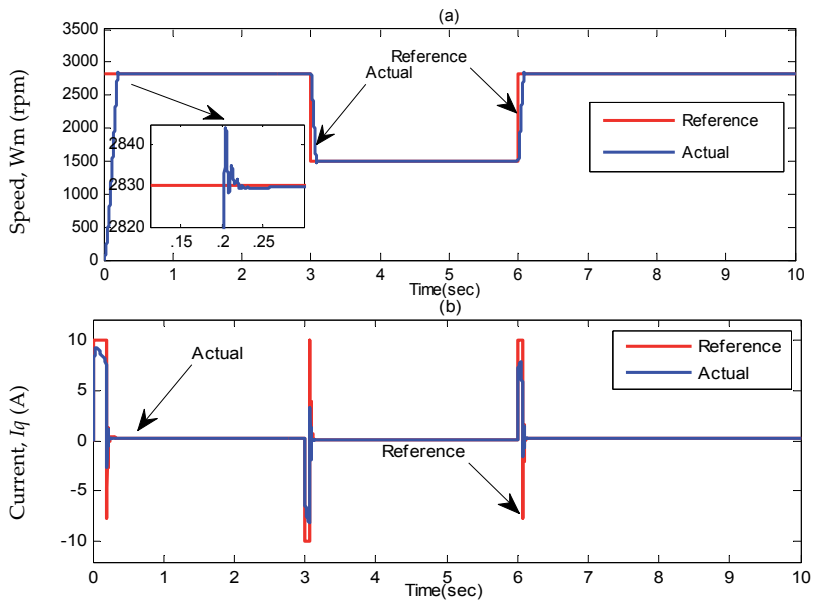 (a)
Speed, Wm (rpm)
3500
3000
2500
2000
1500
1000
500
0
Reference
Actual
Reference
Actual
2840
2830
2820
.15 .2 .25
0 1 2 3 4 5 6 7 8 9 10
Time(sec)
(b)
Current, Iq (A)
10
5
0
-5
-10
Actual
Reference
Reference
Actual
0 1 2 3 4 5 6 7 8 9 10
Time(sec)